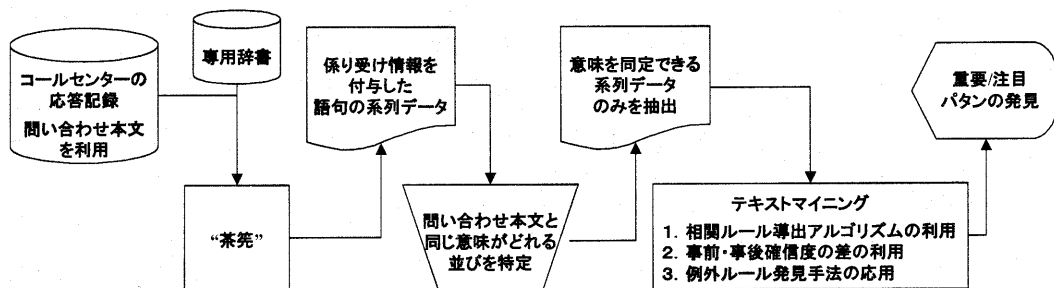 コールセンターの
応答記録
問い合わせ本文
を利用
専用辞書
“茶筅”
係り受け情報を
付与した
語句の系列データ
問い合わせ本文と
同じ意味がどれる
並びを特定
意味を同定できる
系列データ
のみを抽出
テキストマイニング
1. 相関ルール導出アルゴリズムの利用
2. 事前・事後確信度の差の利用
3. 例外ルール発見手法の応用
重要/注目
パタンの発見